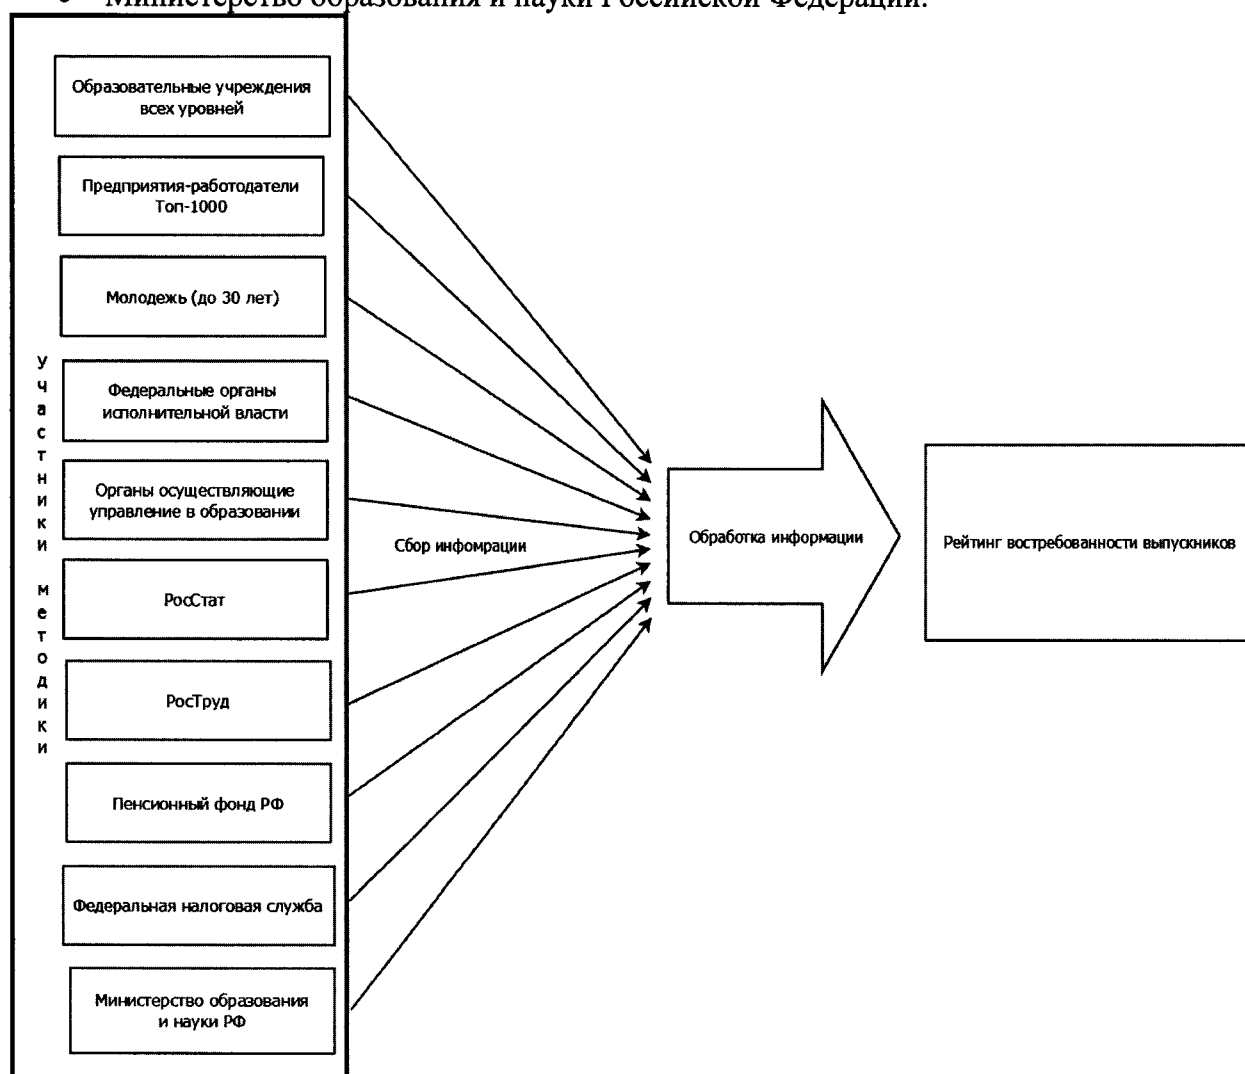 Министерство образования и науки Российской Федерации.
Образовательные учреждения
всех уровней
Предприятия-работодатели
Топ-1000
Молодежь (до 30 лет)
Федеральные органы
исполнительной власти
Органы осуществляющие
управление в образовании
РосСтат
РосТруд
Пенсионный фонд РФ
Федеральная налоговая служба
Министерство образования
и науки РФ
Участники методики
Сбор инфомрации
Обработка информации
Рейтинг востребованности выпускников